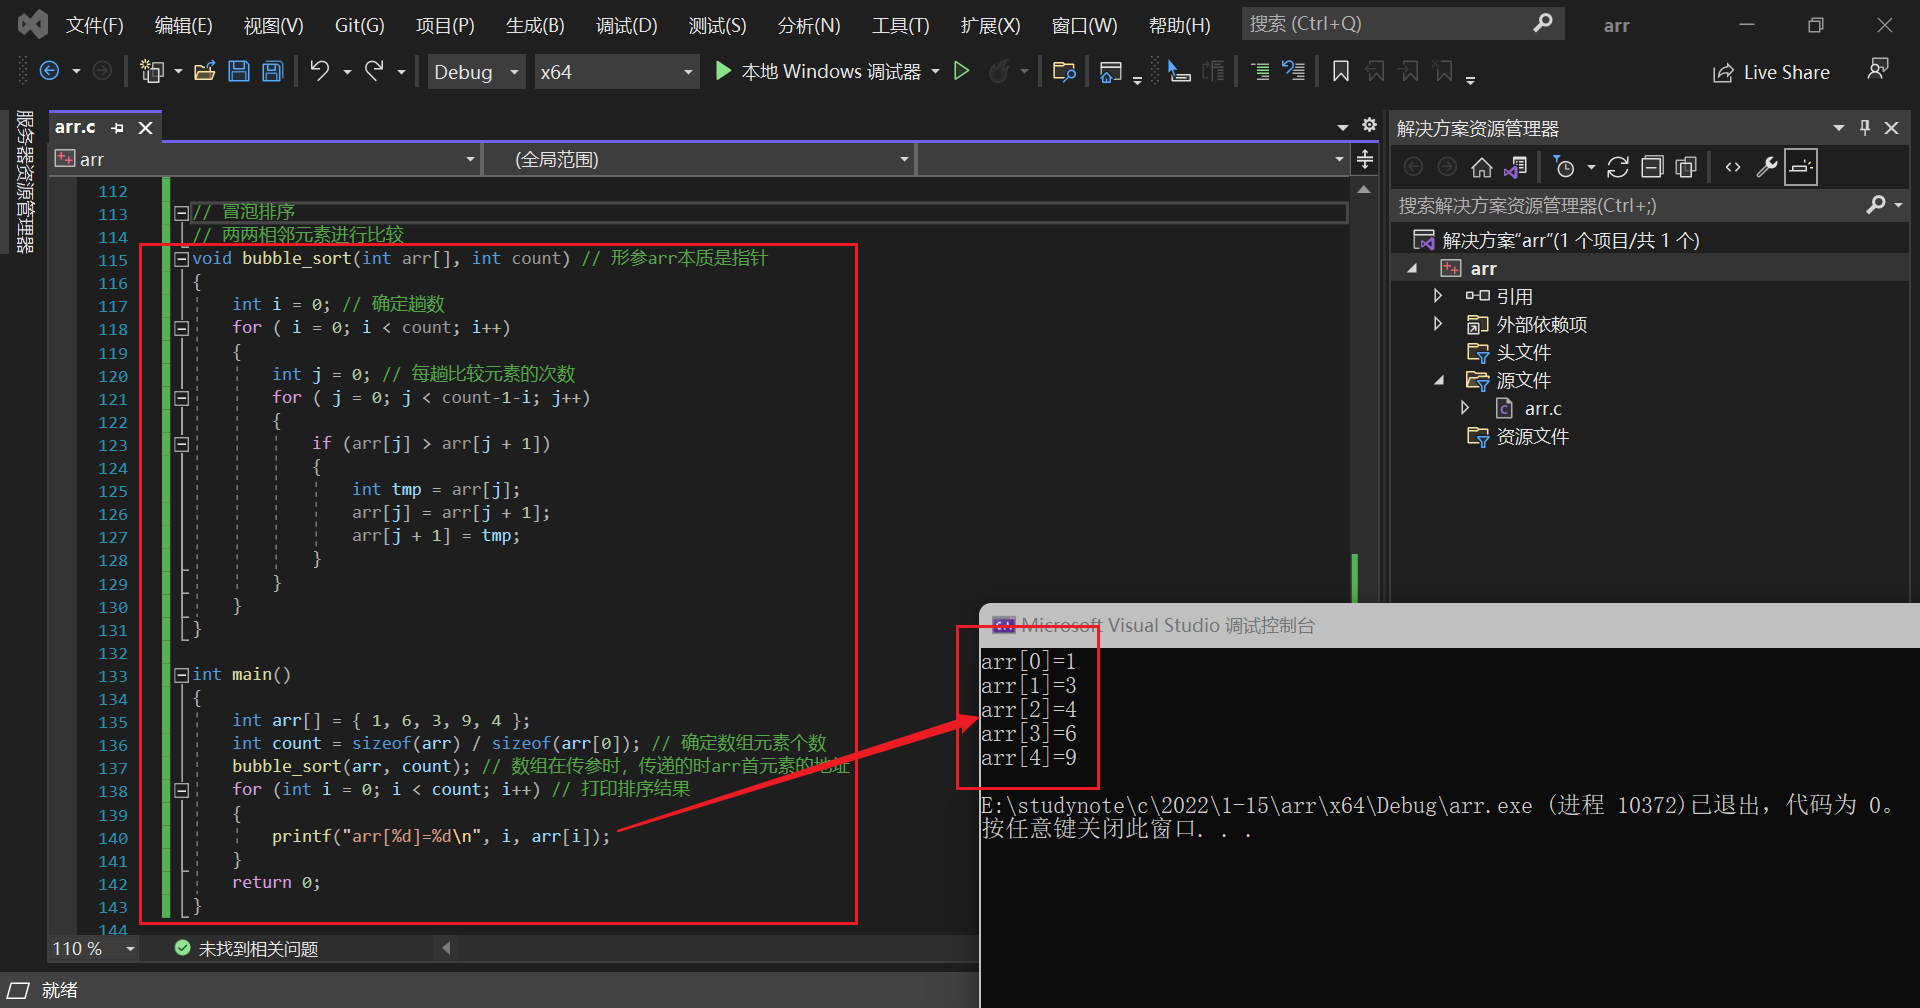 文件(F) 编辑(E) 视图(V) Git(G) 项目(P) 生成(B) 调试(D) 测试(S) 分析(N) 工具(T) 扩展(X) 窗口(W) 帮助(H) 搜索 (Ctrl+Q) arr
Debug x64 本地 Windows 调试器 Live Share
服务器资源管理器
arr.c
arr (全局范围)
112
113 // 冒泡排序
114 // 两两相邻元素进行比较
115 void bubble_sort(int arr[], int count) // 形参arr本质是指针
116 {
117 int i = 0; // 确定趟数
118 for ( i = 0; i < count; i++)
119 {
120 int j = 0; // 每趟比较元素的次数
121 for ( j = 0; j < count-1-i; j++)
122 {
123 if (arr[j] > arr[j + 1])
124 {
125 int tmp = arr[j];
126 arr[j] = arr[j + 1];
127 arr[j + 1] = tmp;
128 }
129 }
130 }
131 }
132
133 int main()
134 {
135 int arr[] = { 1, 6, 3, 9, 4 };
136 int count = sizeof(arr) / sizeof(arr[0]); // 确定数组元素个数
137 bubble_sort(arr, count); // 数组在传参时，传递的时arr首元素的地址
138 for (int i = 0; i < count; i++) // 打印排序结果
139 {
140 printf("arr[%d]=%d\n", i, arr[i]);
141 }
142 return 0;
143 }
144
110 % 未找到相关问题
就绪
解决方案资源管理器
搜索解决方案资源管理器(Ctrl+;)
解决方案"arr"(1 个项目/共 1 个)
arr
引用
外部依赖项
头文件
源文件
arr.c
资源文件
Microsoft Visual Studio 调试控制台
arr[0]=1
arr[1]=3
arr[2]=4
arr[3]=6
arr[4]=9
E:\studynote\c\2022\1-15\arr\x64\Debug\arr.exe (进程 10372)已退出，代码为 0。
按任意键关闭此窗口. . .